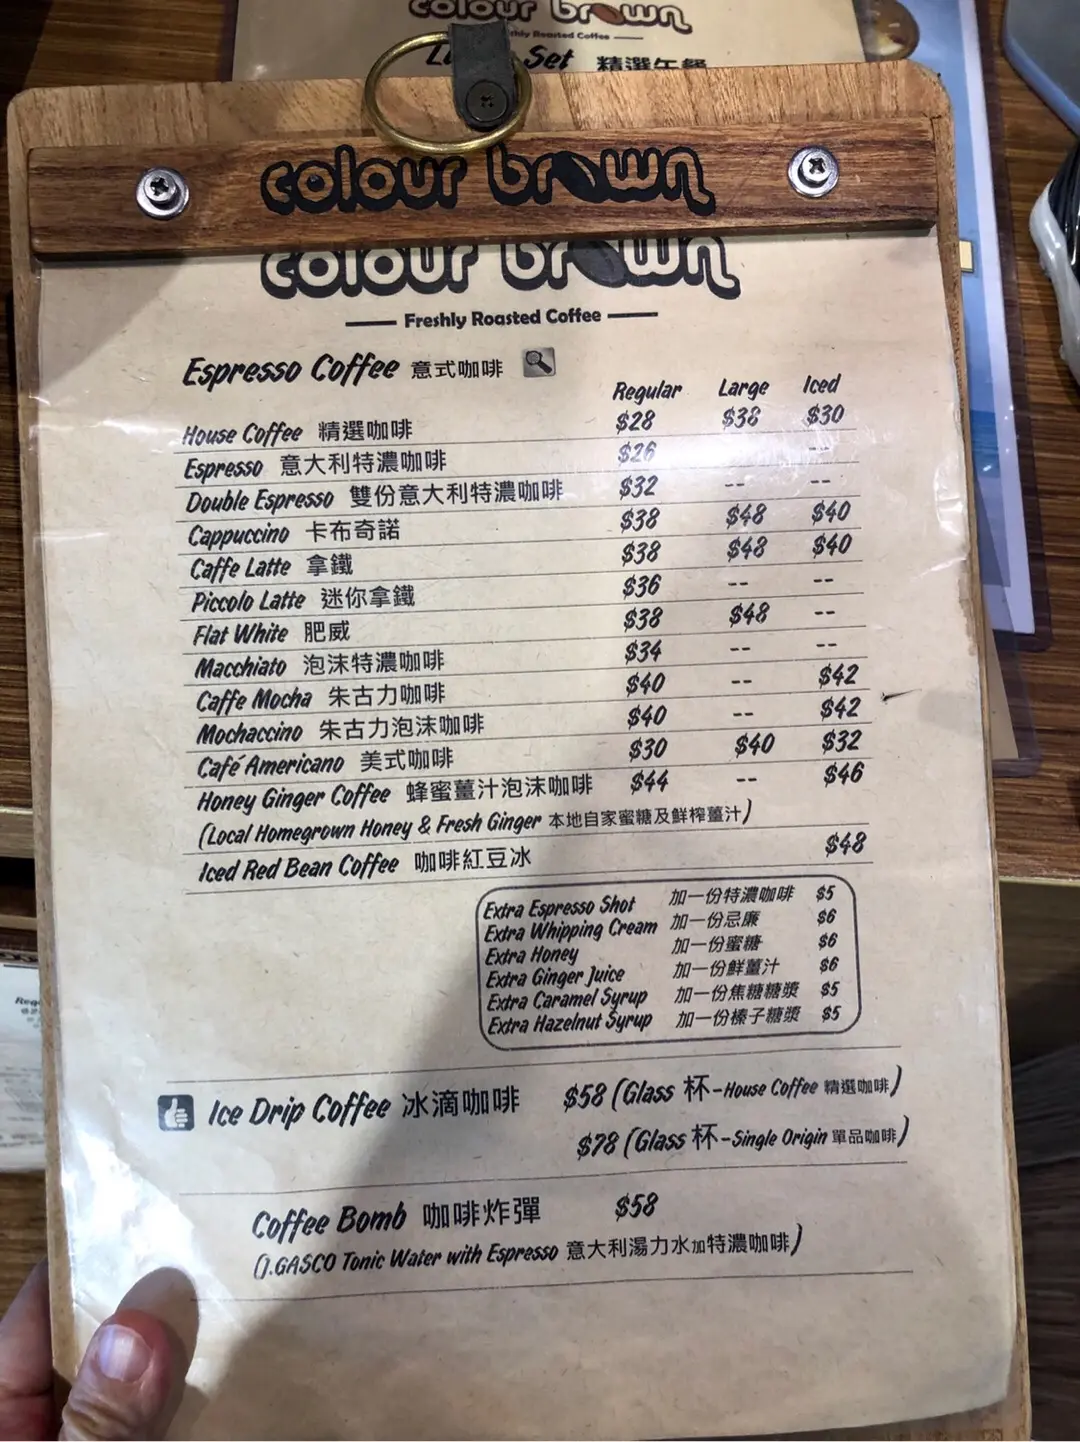 colour brown
Freshly Roasted Coffee
Set 精選午餐
colour brown
colour brown
Freshly Roasted Coffee
Espresso Coffee 意式咖啡
Regular Large Iced
House Coffee 精選咖啡 $28 $38 $30
Espresso 意大利特濃咖啡 $26 --
Double Espresso 雙份意大利特濃咖啡 $32 -- --
Cappuccino 卡布奇諾 $38 $48 $40
Caffe Latte 拿鐵 $38 $48 $40
Piccolo Latte 迷你拿鐵 $36 -- --
Flat White 肥威 $38 $48 --
Macchiato 泡沫特濃咖啡 $34 -- --
Caffe Mocha 朱古力咖啡 $40 -- $42
Mochaccino 朱古力泡沫咖啡 $40 -- $42
Café Americano 美式咖啡 $30 $40 $32
Honey Ginger Coffee 蜂蜜薑汁泡沫咖啡 $44 -- $46
(Local Homegrown Honey & Fresh Ginger 本地自家蜜糖及鮮榨薑汁)
Iced Red Bean Coffee 咖啡紅豆冰 $48
Extra Espresso Shot 加一份特濃咖啡 $5
Extra Whipping Cream 加一份忌廉 $6
Extra Honey 加一份蜜糖 $6
Extra Ginger Juice 加一份鮮薑汁 $6
Extra Caramel Syrup 加一份焦糖糖漿 $5
Extra Hazelnut Syrup 加一份榛子糖漿 $5
Ice Drip Coffee 冰滴咖啡 $58 (Glass 杯-House Coffee 精選咖啡)
$78 (Glass 杯-Single Origin 單品咖啡)
Coffee Bomb 咖啡炸彈 $58
(J.GASCO Tonic Water with Espresso 意大利湯力水加特濃咖啡)